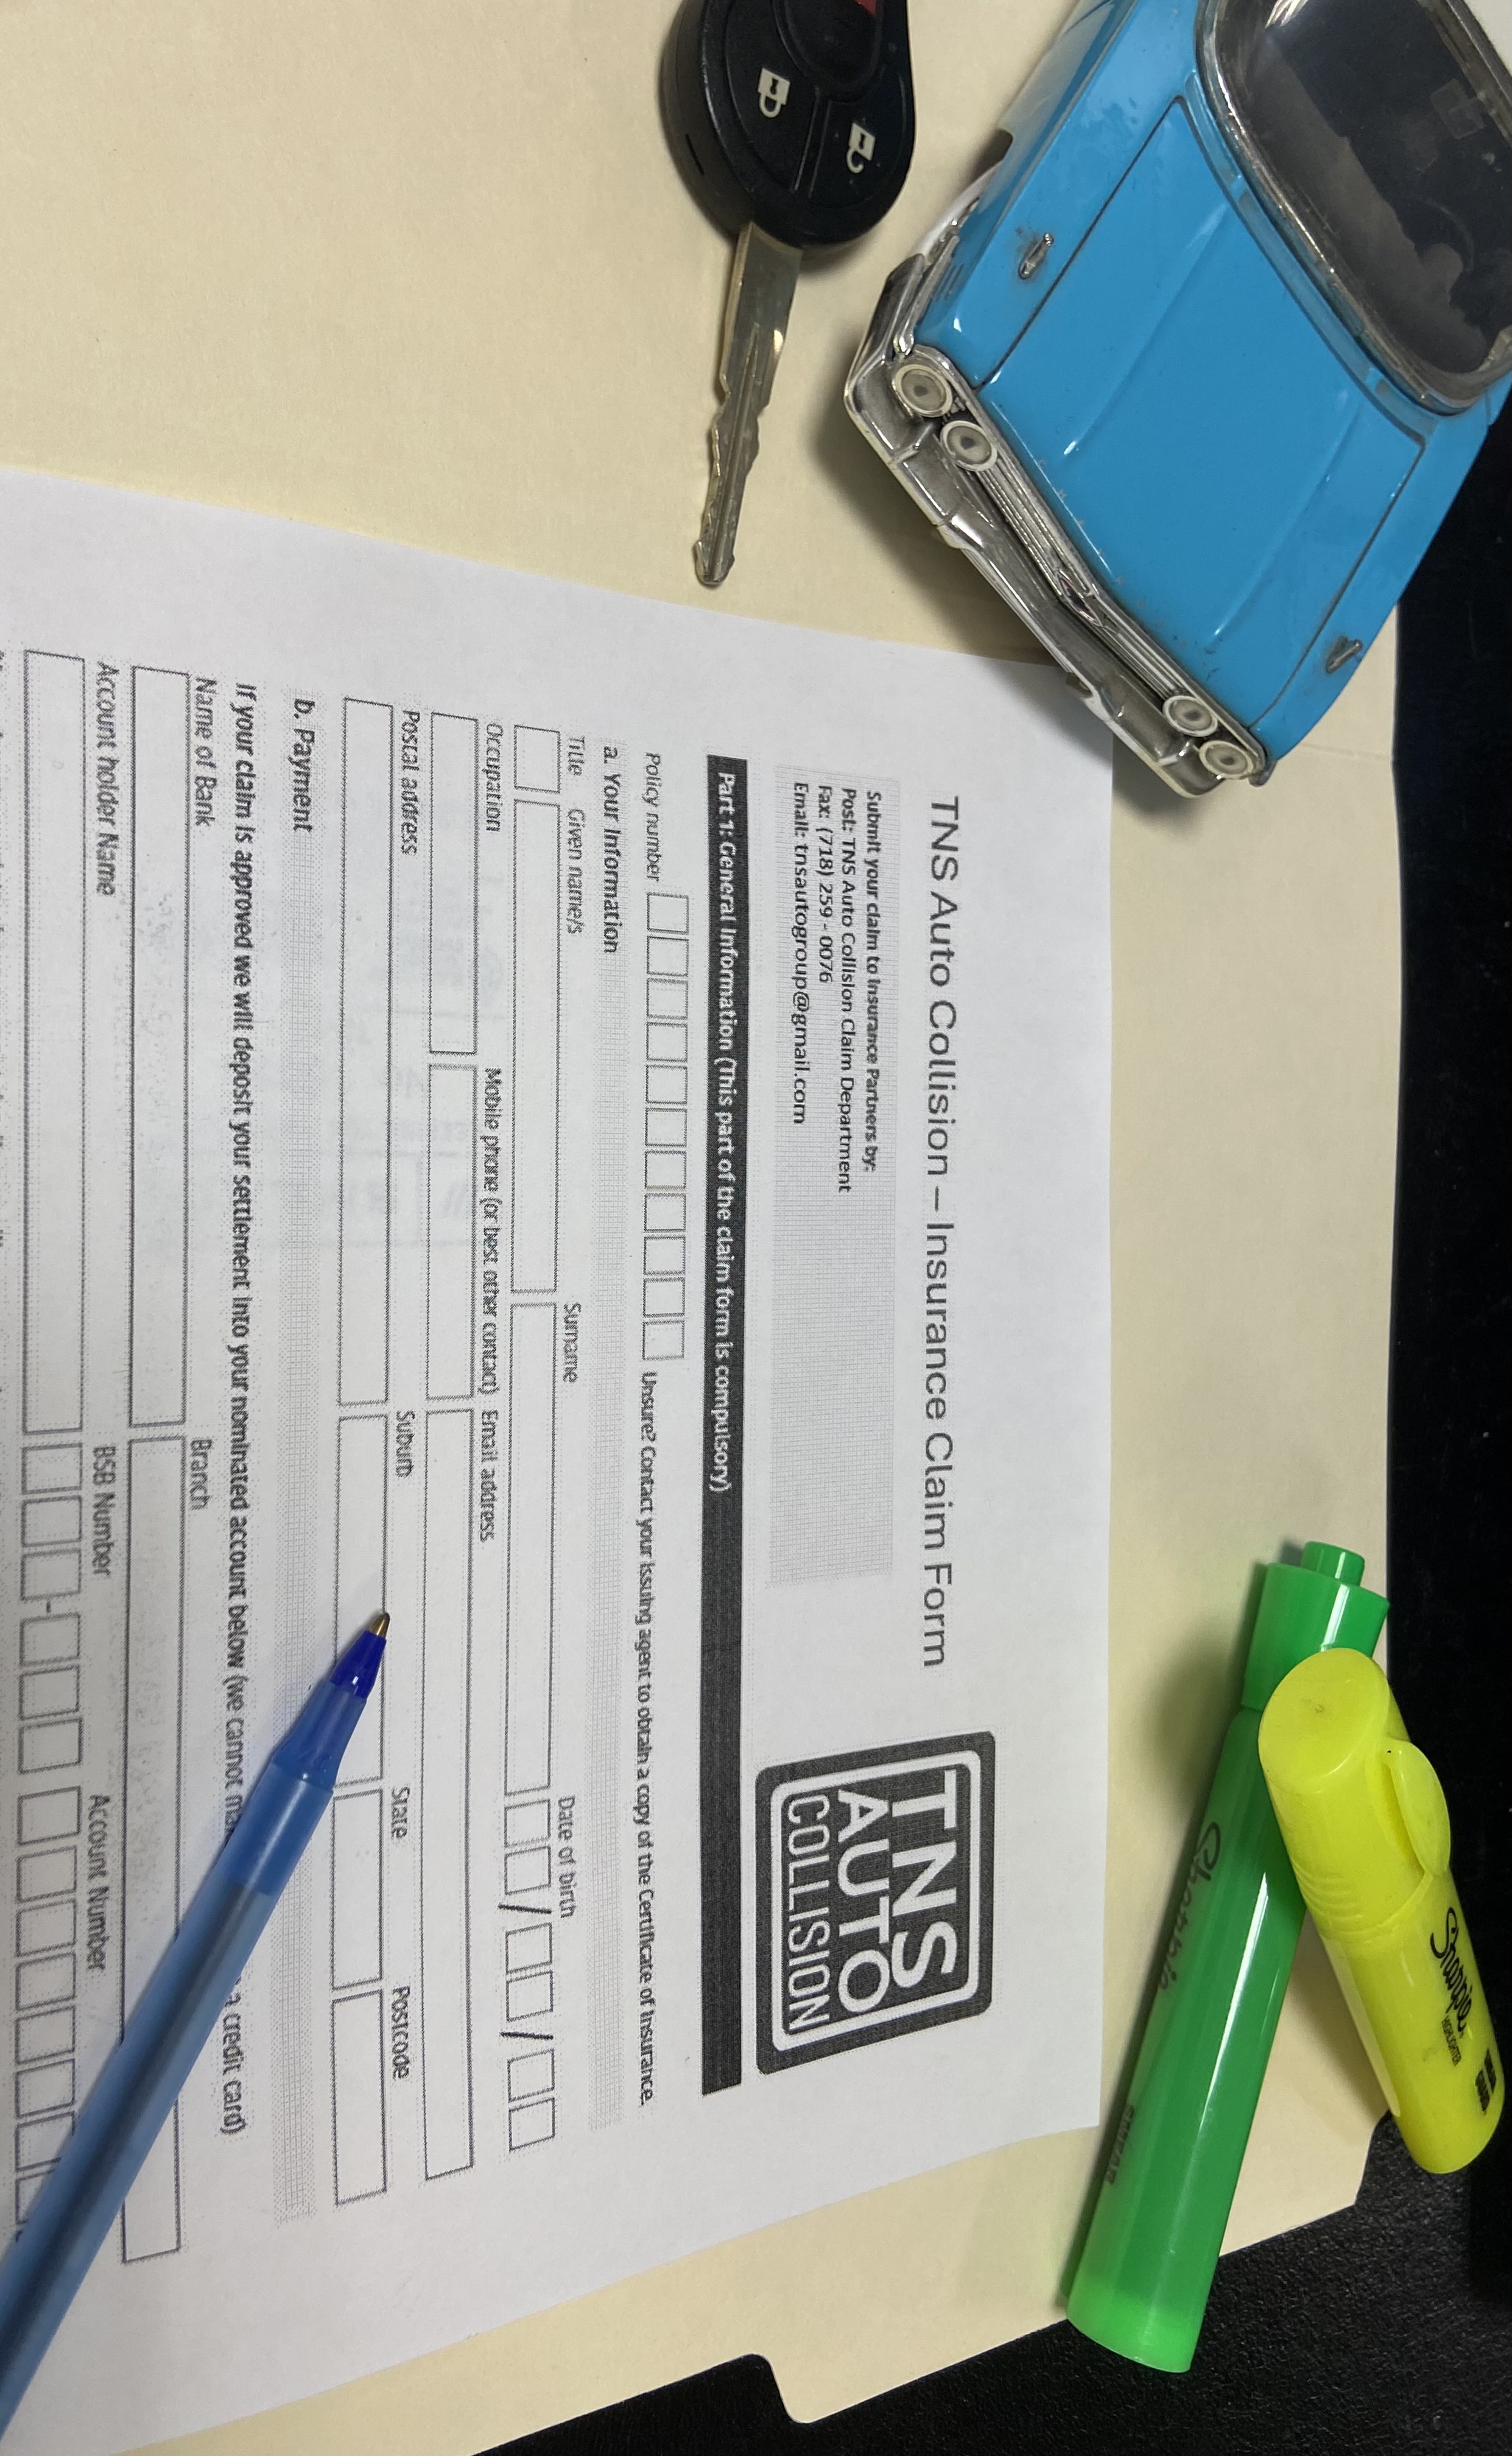 Sharpie
HIGHLIGHTER
Sharpie
TNS Auto Collision – Insurance Claim Form
TNS
AUTO
COLLISION
Submit your claim to Insurance Partners by:
Post: TNS Auto Collision Claim Department
Fax: (718) 259 - 0076
Email: tnsautogroup@gmail.com
Part 1: General Information (This part of the claim form is compulsory)
Policy number Unsure? Contact your issuing agent to obtain a copy of the Certificate of Insurance.
a. Your Information
Title Given name/s Surname Date of birth
Occupation Mobile phone (or best other contact) Email address
Postal address Suburb State Postcode
b. Payment
If your claim is approved we will deposit your settlement into your nominated account below (we cannot a credit card)
Name of Bank Branch
Account holder Name BSB Number Account Number